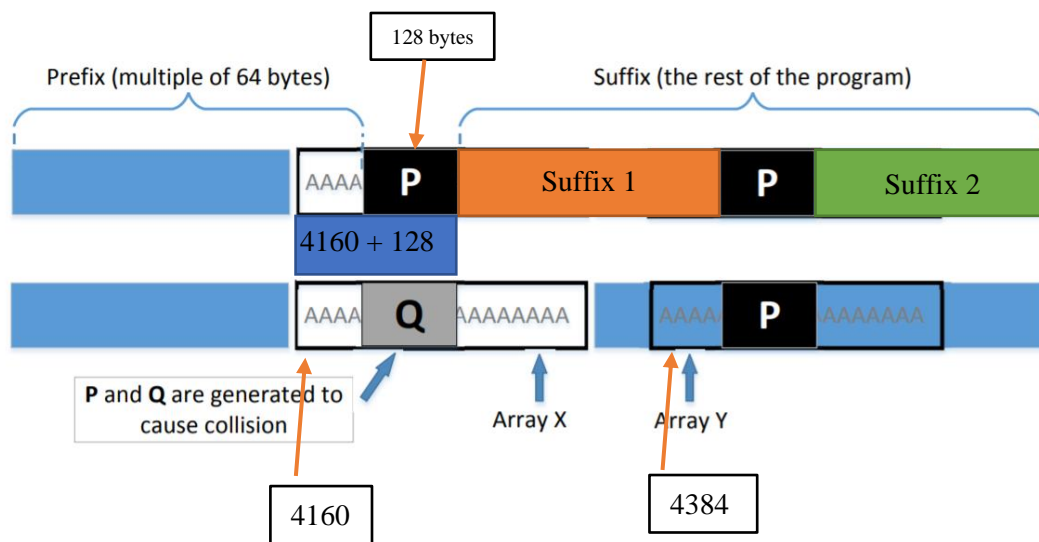 128 bytes
Prefix (multiple of 64 bytes)
Suffix (the rest of the program)
AAAA
P
Suffix 1
P
Suffix 2
4160 + 128
AAAA
Q
AAAAAAAA
AAAAA
P
AAAAAAAA
P and Q are generated to
cause collision
Array X
Array Y
4160
4384